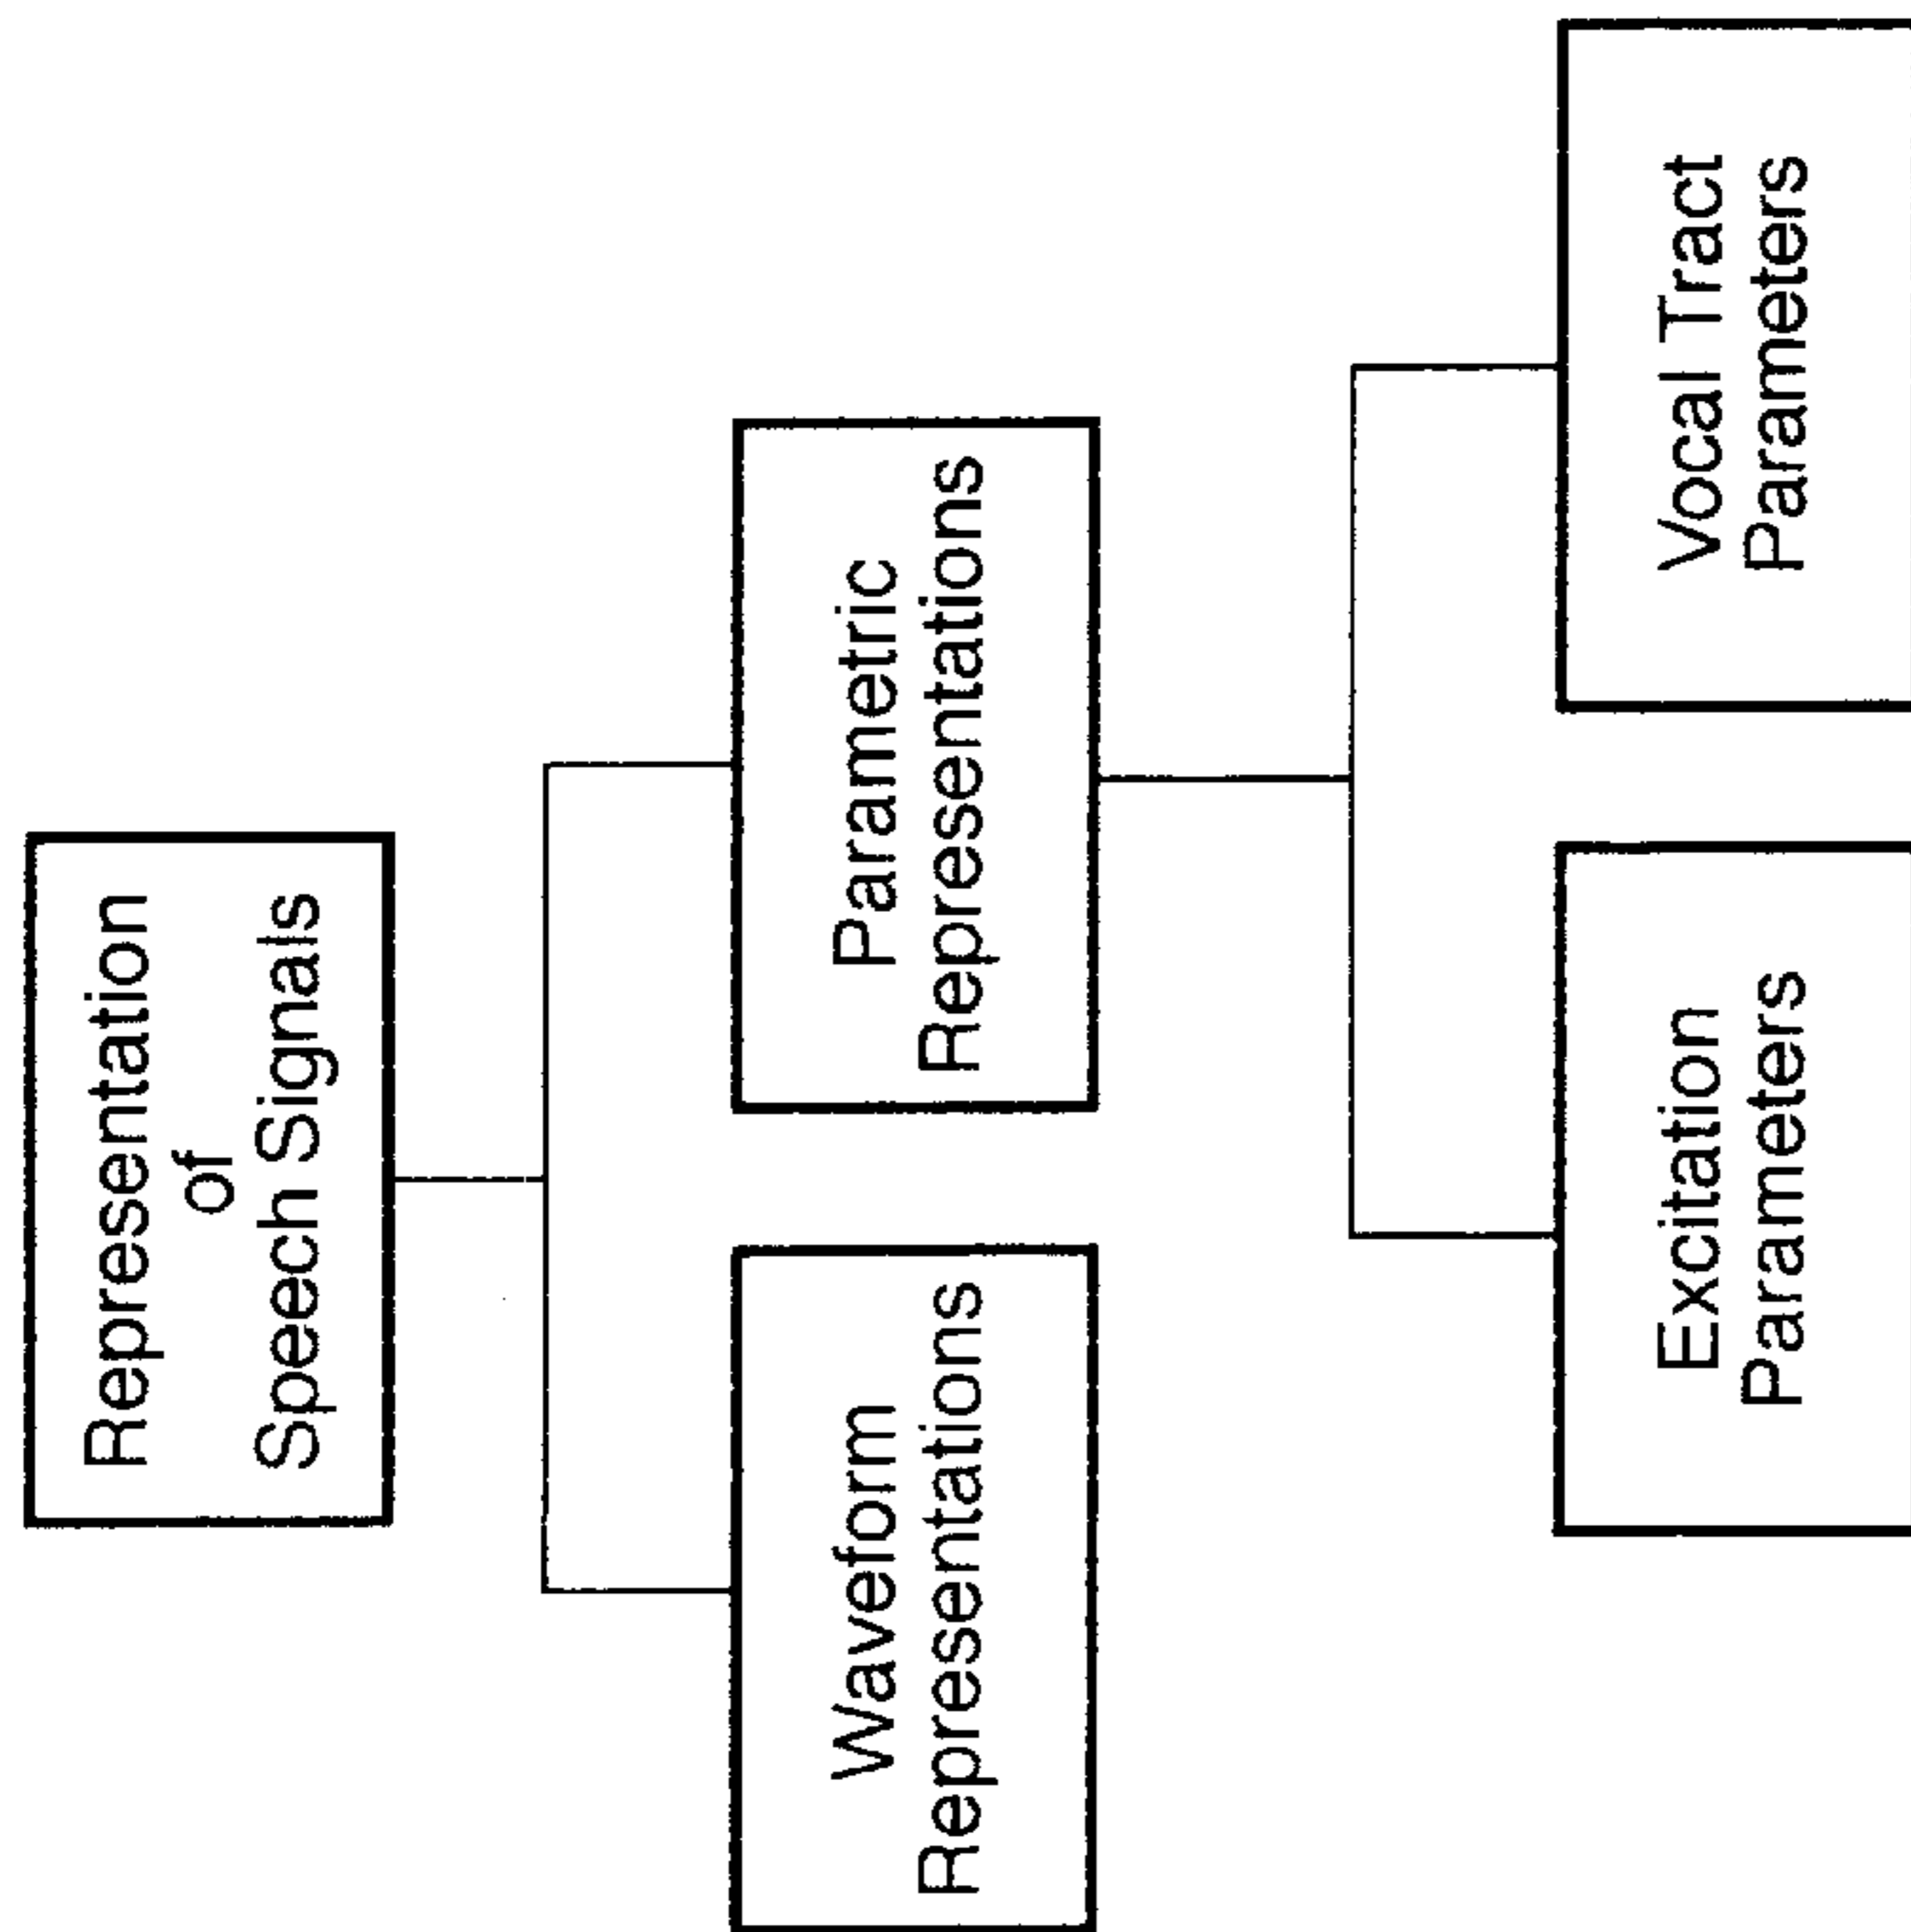 Representation
of
Speech Signals
Waveform
Representations
Parametric
Representations
Excitation
Parameters
Vocal Tract
Parameters